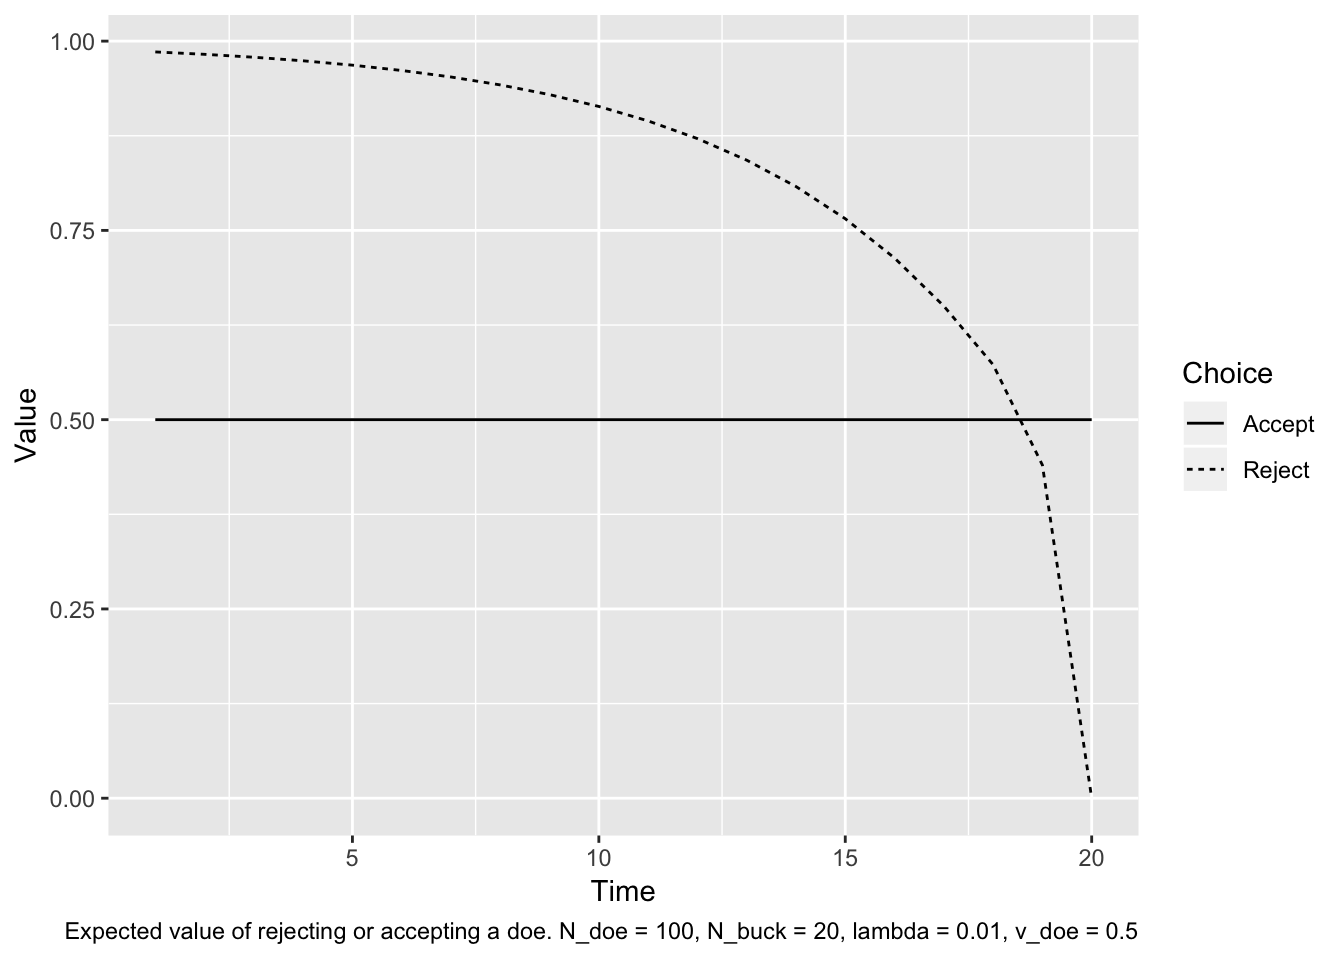 1.00
0.75
0.50
0.25
0.00
Value
5 10 15 20
Time
Choice
Accept
Reject
Expected value of rejecting or accepting a doe. N_doe = 100, N_buck = 20, lambda = 0.01, v_doe = 0.5